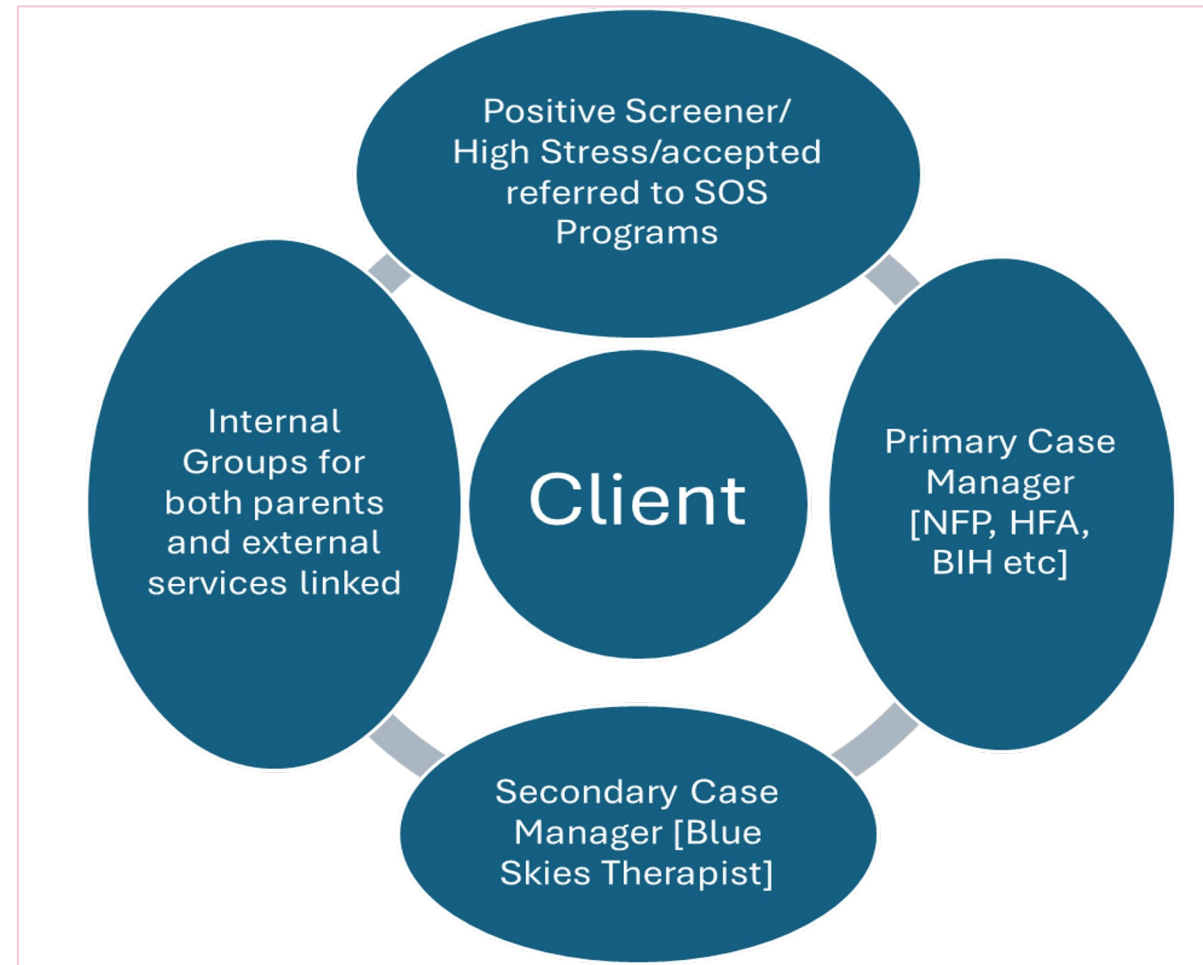 Positive Screener/
High Stress/accepted
referred to SOS
Programs
Internal
Groups for
both parents
and external
services linked
Client
Primary Case
Manager
[NFP, HFA,
BIH etc]
Secondary Case
Manager [Blue
Skies Therapist]